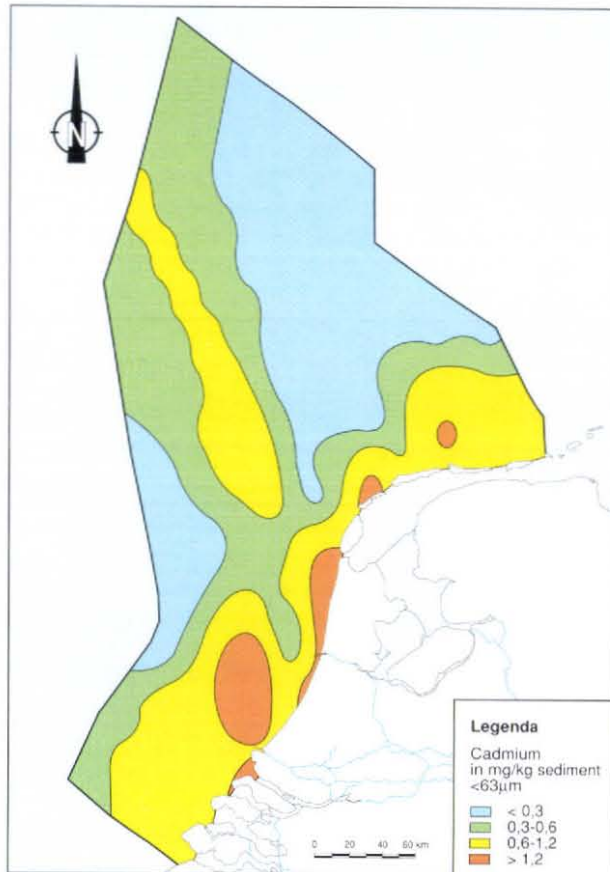 N
Legenda
Cadmium
in mg/kg sediment
<63µm
< 0,3
0,3-0,6
0,6-1,2
> 1,2
0 20 40 60 km